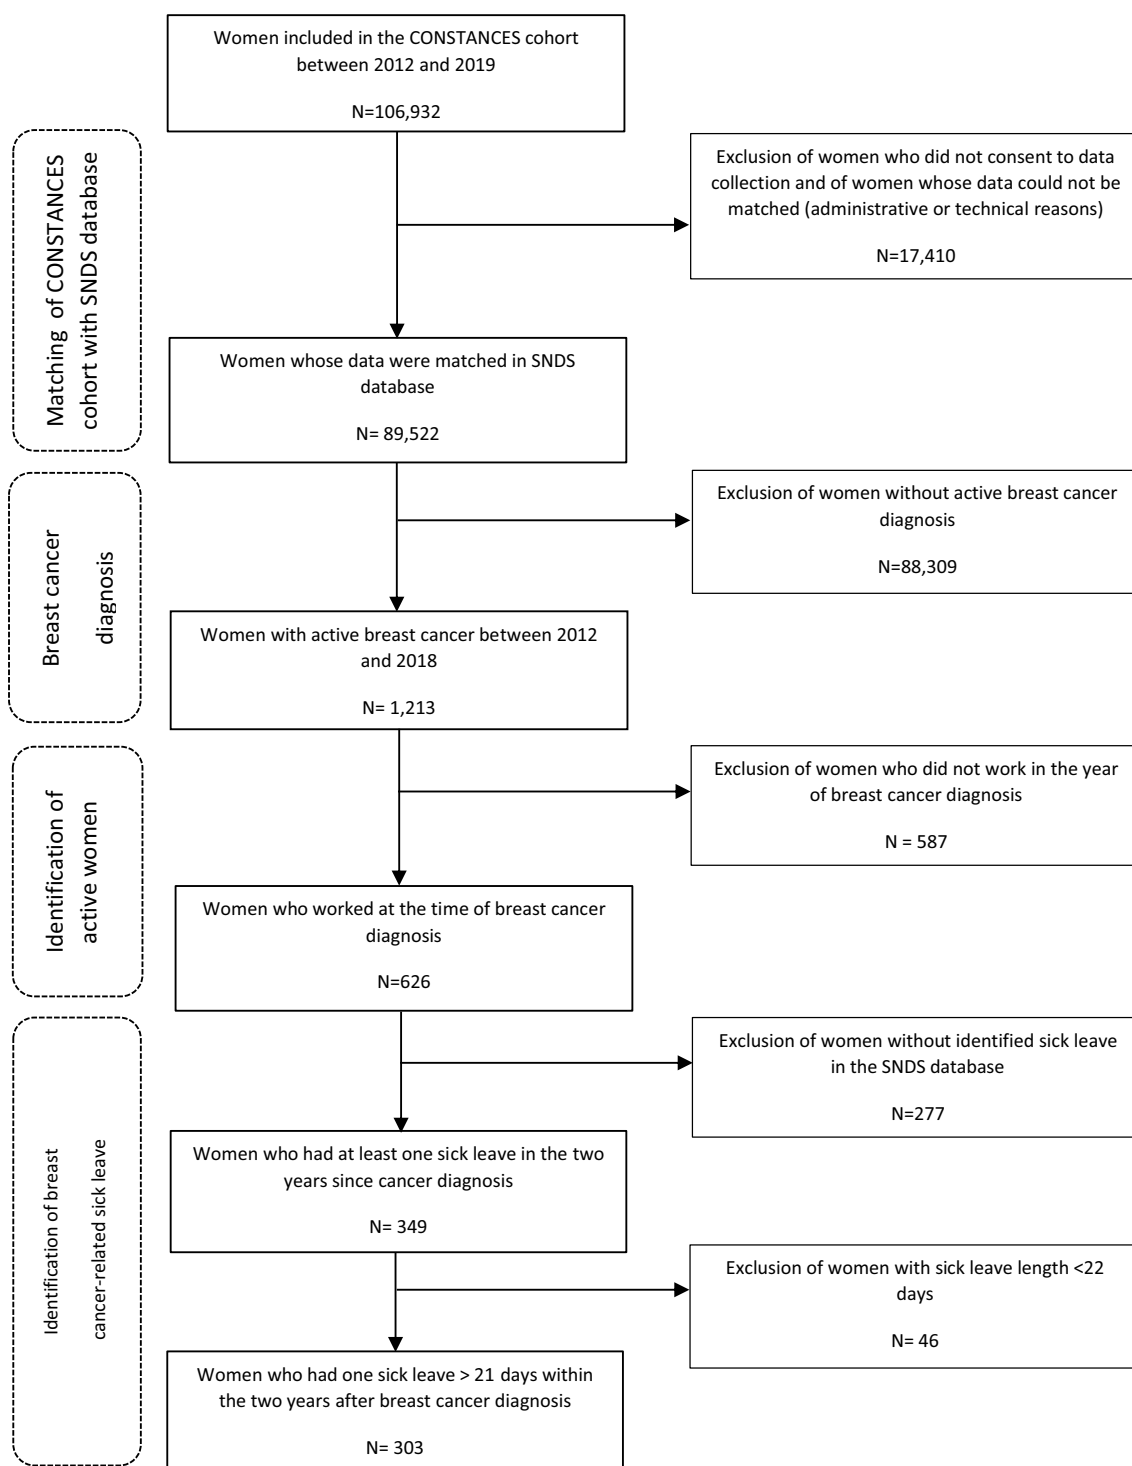 Women included in the CONSTANCES cohort
between 2012 and 2019
N=106,932
Matching of CONSTANCES
cohort with SNDS database
Exclusion of women who did not consent to data
collection and of women whose data could not be
matched (administrative or technical reasons)
N=17,410
Women whose data were matched in SNDS
database
N= 89,522
Breast cancer
diagnosis
Exclusion of women without active breast cancer
diagnosis
N=88,309
Women with active breast cancer between 2012
and 2018
N= 1,213
Identification of
active women
Exclusion of women who did not work in the year
of breast cancer diagnosis
N = 587
Women who worked at the time of breast cancer
diagnosis
N=626
Identification of breast
cancer-related sick leave
Exclusion of women without identified sick leave
in the SNDS database
N=277
Women who had at least one sick leave in the two
years since cancer diagnosis
N= 349
Exclusion of women with sick leave length <22
days
N= 46
Women who had one sick leave > 21 days within
the two years after breast cancer diagnosis
N= 303